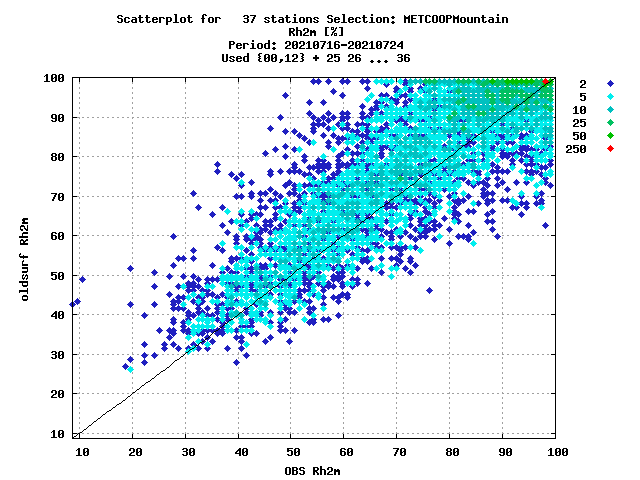 Scatterplot for 37 stations Selection: METCOOPMountain
Rh2m [%]
Period: 20210716-20210724
Used {00,12} + 25 26 ... 36
100
90
80
70
60
50
40
30
20
10
oldsurf Rh2m
10 20 30 40 50 60 70 80 90 100
OBS Rh2m
2
5
10
25
50
250